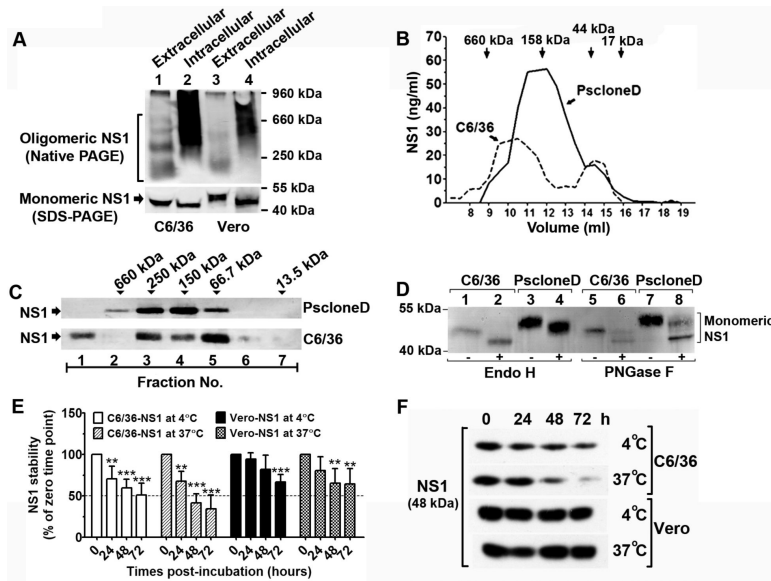 A
Extracellular Intracellular Extracellular Intracellular
1 2 3 4
960 kDa
660 kDa
Oligomeric NS1
(Native PAGE)
250 kDa
55 kDa
Monomeric NS1
(SDS-PAGE)
40 kDa
C6/36 Vero
B
660 kDa 158 kDa 44 kDa 17 kDa
NS1 (ng/ml)
70
60
50
40
30
20
10
0
PscloneD
C6/36
8 9 10 11 12 13 14 15 16 17 18 19
Volume (ml)
C
660 kDa 250 kDa 150 kDa 66.7 kDa 13.5 kDa
NS1 PscloneD
NS1 C6/36
1 2 3 4 5 6 7
Fraction No.
D
C6/36 PscloneD C6/36 PscloneD
1 2 3 4 5 6 7 8
55 kDa
Monomeric
NS1
40 kDa
- + - + - + - +
Endo H PNGase F
E
C6/36-NS1 at 4°C Vero-NS1 at 4°C
C6/36-NS1 at 37°C Vero-NS1 at 37°C
NS1 stability
(% of zero time point)
150
100
50
0
** *** *** ** *** *** *** ** **
0 24 48 72 0 24 48 72 0 24 48 72 0 24 48 72
Times post-incubation (hours)
F
0 24 48 72 h
4°C
C6/36
37°C
NS1
(48 kDa)
4°C
Vero
37°C